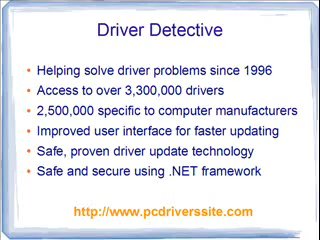 Driver Detective
• Helping solve driver problems since 1996
• Access to over 3,300,000 drivers
• 2,500,000 specific to computer manufacturers
• Improved user interface for faster updating
• Safe, proven driver update technology
• Safe and secure using .NET framework
http://www.pcdriverssite.com